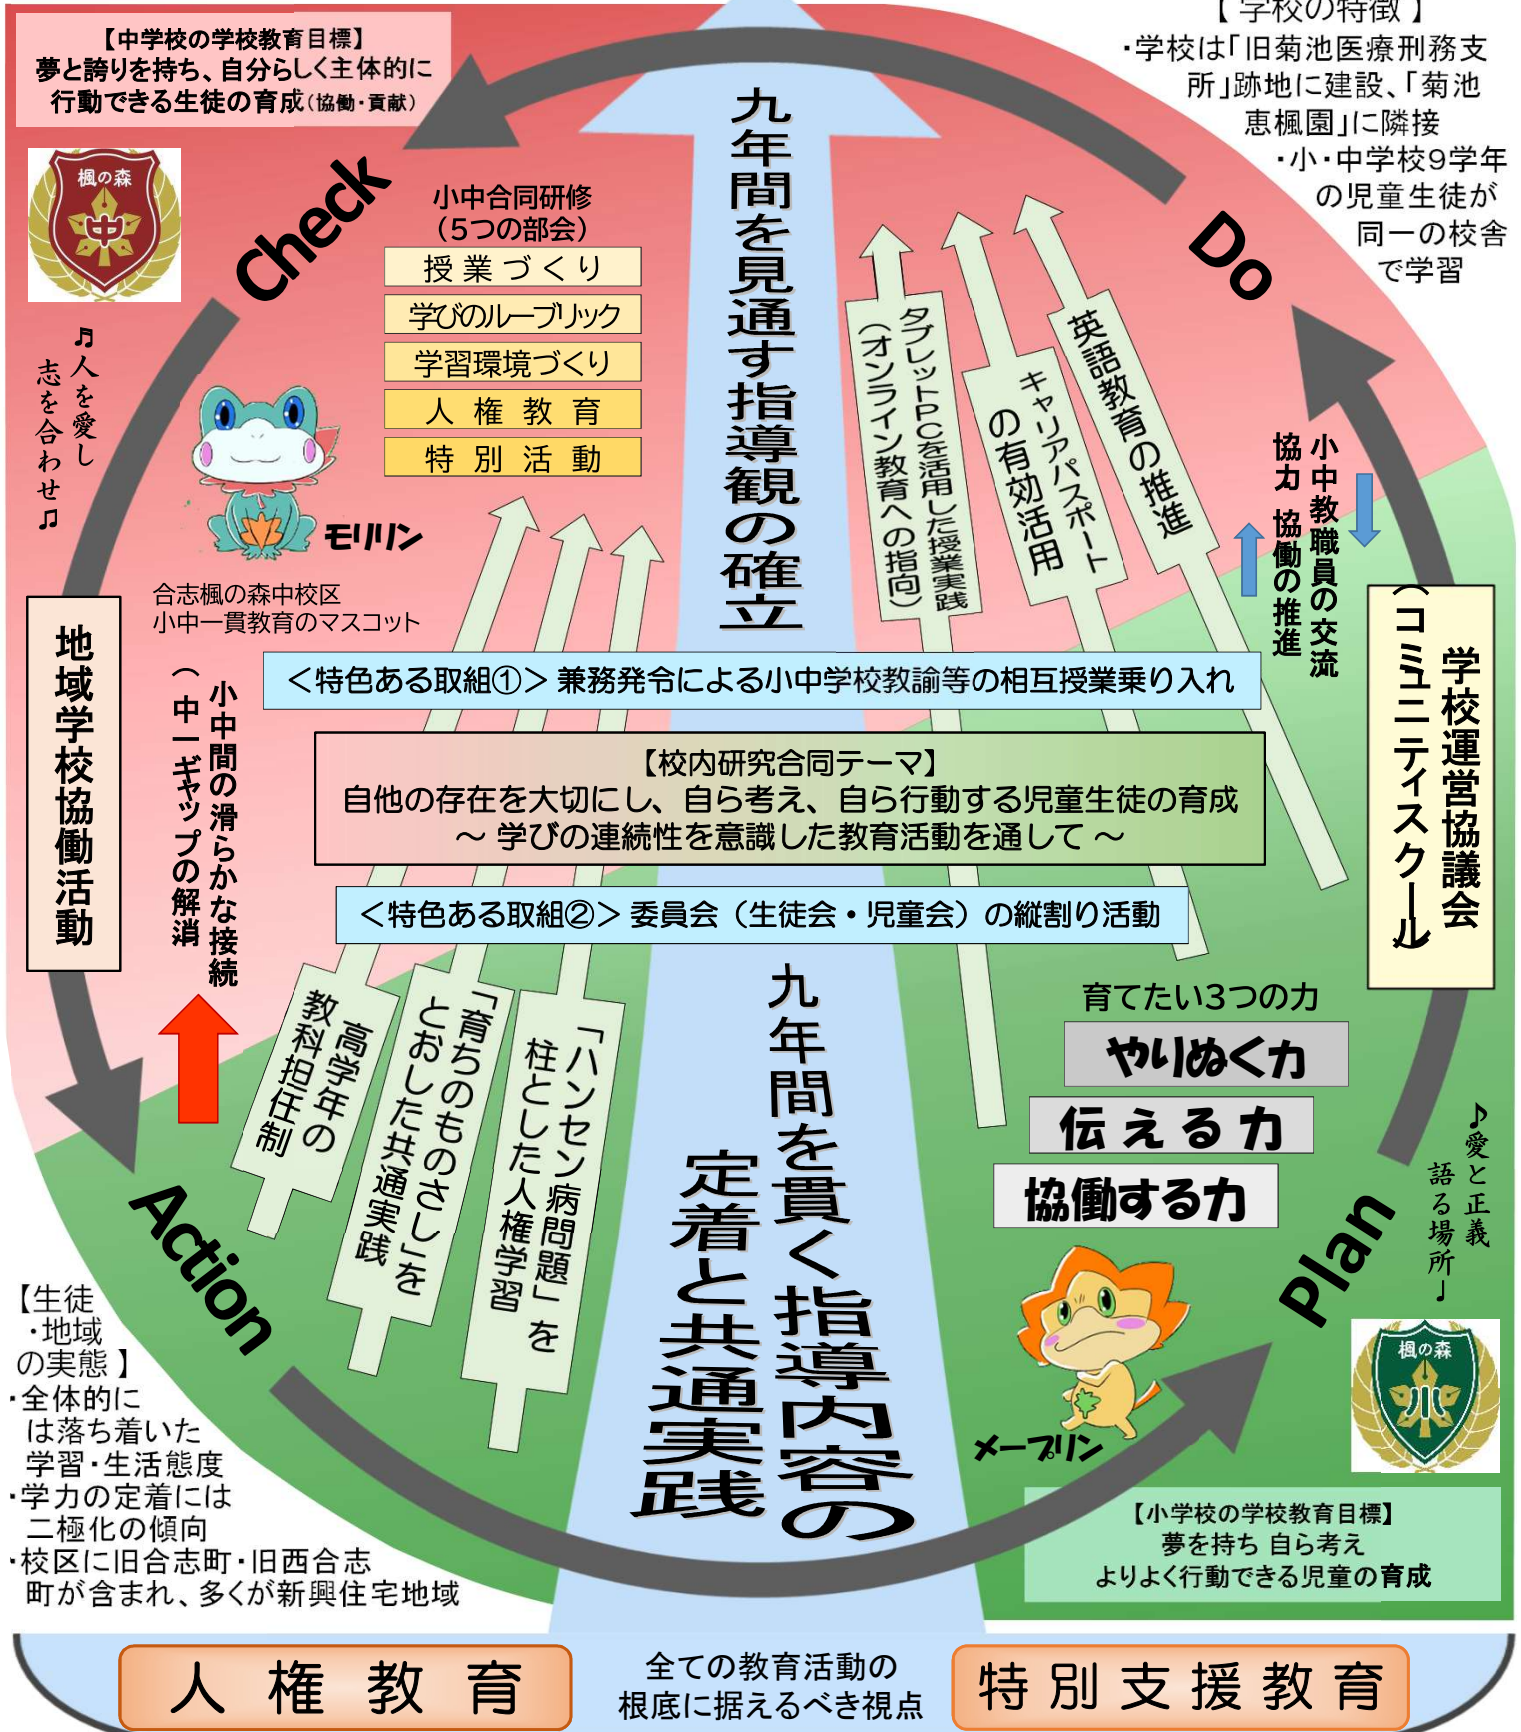 【中学校の学校教育目標】
夢と誇りを持ち、自分らしく主体的に
行動できる生徒の育成(協働・貢献)
【 学校の特徴 】
・学校は「旧菊池医療刑務支
所」跡地に建設、「菊池
恵楓園」に隣接
・小・中学校9学年
の児童生徒が
同一の校舎
で学習
楓の森
中
Check
Do
小中合同研修
(5つの部会)
授業づくり
学びのルーブリック
学習環境づくり
人権教育
特別活動
九年間を見通す指導観の確立
タブレットPCを活用した授業実践
(オンライン教育への指向)
キャリアパスポート
の有効活用
英語教育の推進
♬人を愛し
志を合わせ♫
モリリン
合志楓の森中校区
小中一貫教育のマスコット
小中教職員の交流
協力 協働の推進
地域学校協働活動
小中間の滑らかな接続
(中一ギャップの解消
学校運営協議会
(コミュニティスクール)
<特色ある取組①> 兼務発令による小中学校教諭等の相互授業乗り入れ
【校内研究合同テーマ】
自他の存在を大切にし、自ら考え、自ら行動する児童生徒の育成
~ 学びの連続性を意識した教育活動を通して ~
<特色ある取組②> 委員会(生徒会・児童会)の縦割り活動
高学年の
教科担任制
「育ちのものさし」を
とおした共通実践
「ハンセン病問題」を
柱とした人権学習
九年間を貫く指導内容の
定着と共通実践
育てたい3つの力
やりぬく力
伝える力
協働する力
♪愛と正義
語る場所♩
Action
Plan
メープリン
楓の森
小
【生徒
・地域
の実態 】
・全体的に
は落ち着いた
学習・生活態度
・学力の定着には
二極化の傾向
・校区に旧合志町・旧西合志
町が含まれ、多くが新興住宅地域
【小学校の学校教育目標】
夢を持ち 自ら考え
よりよく行動できる児童の育成
人権教育
全ての教育活動の
根底に据えるべき視点
特別支援教育